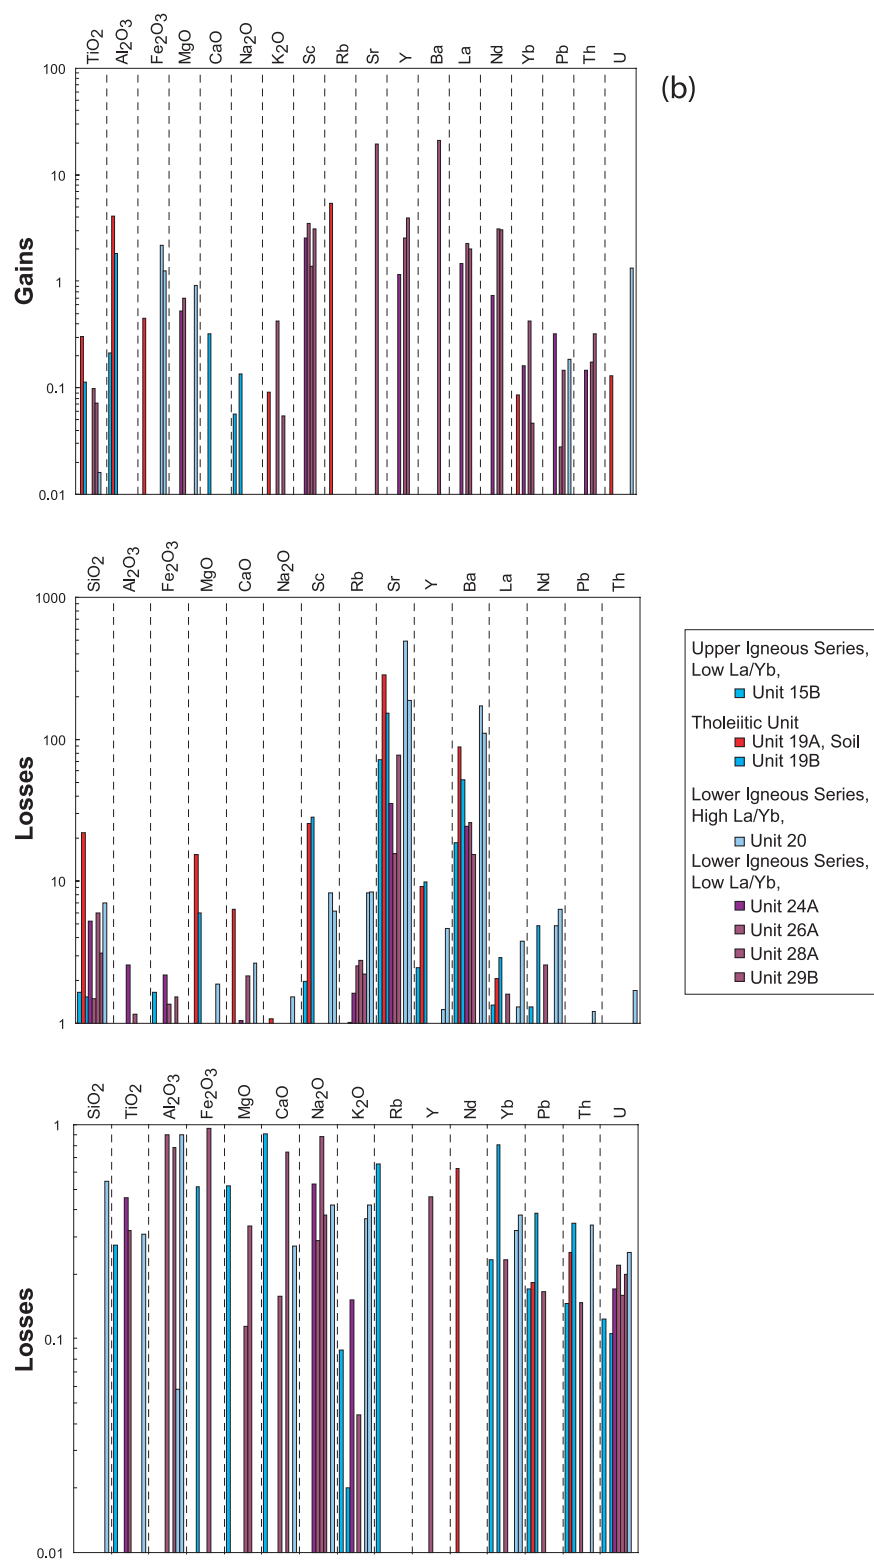 TiO2 Al2O3 Fe2O3 MgO CaO Na2O K2O Sc Rb Sr Y Ba La Nd Yb Pb Th U
(b)
Gains
100
10
1
0.1
0.01
SiO2 Al2O3 Fe2O3 MgO CaO Na2O Sc Rb Sr Y Ba La Nd Pb Th
Losses
1000
100
10
1
Upper Igneous Series,
Low La/Yb,
Unit 15B
Tholeiitic Unit
Unit 19A, Soil
Unit 19B
Lower Igneous Series,
High La/Yb,
Unit 20
Lower Igneous Series,
Low La/Yb,
Unit 24A
Unit 26A
Unit 28A
Unit 29B
SiO2 TiO2 Al2O3 Fe2O3 MgO CaO Na2O K2O Rb Y Nd Yb Pb Th U
Losses
1
0.1
0.01